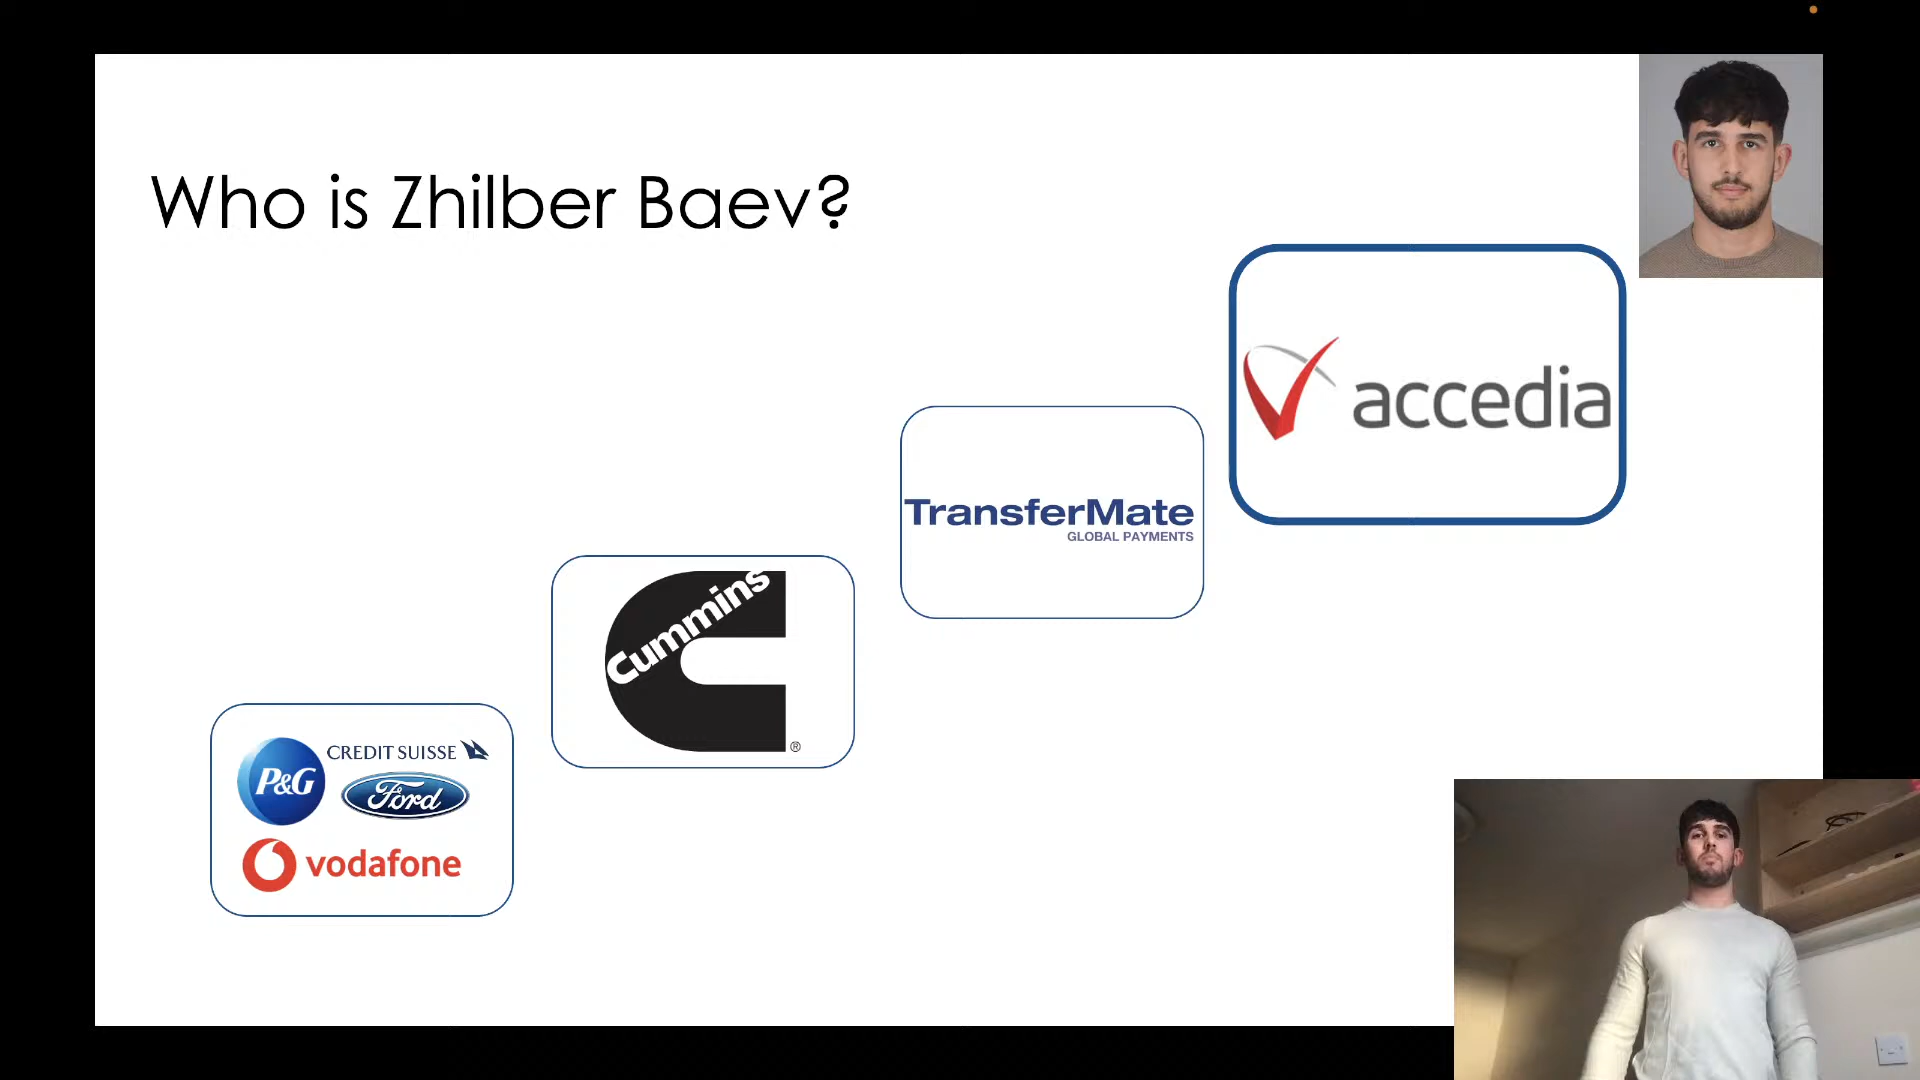 Who is Zhilber Baev?
accedia
TransferMate
GLOBAL PAYMENTS
Cummins
®
P&G
CREDIT SUISSE
Ford
vodafone